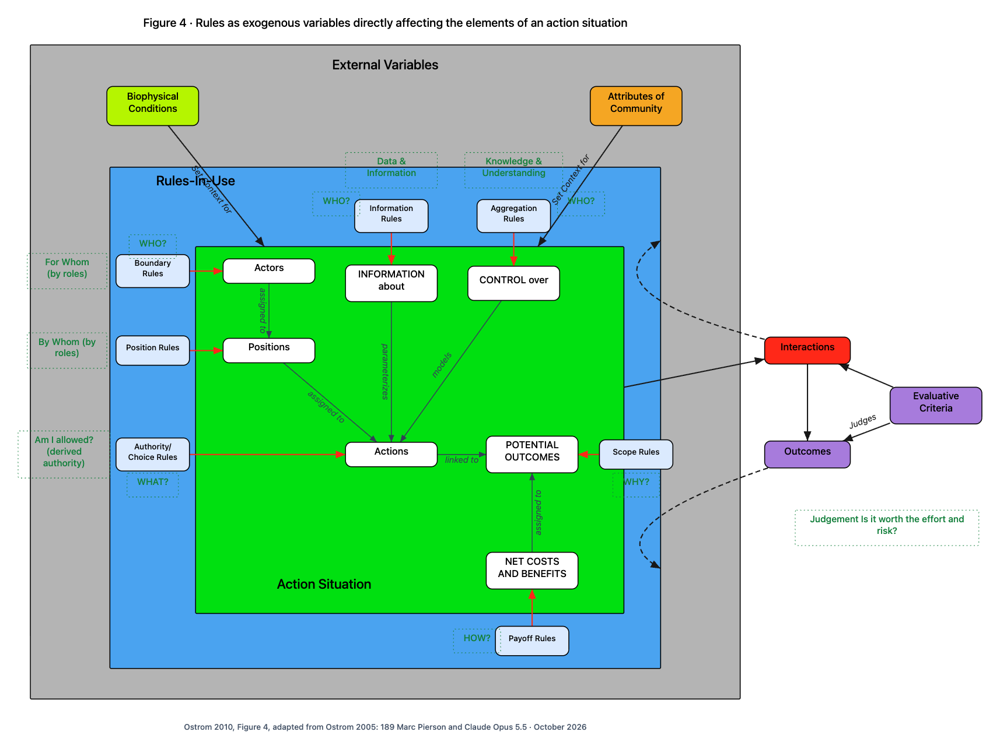 Figure 4 · Rules as exogenous variables directly affecting the elements of an action situation
External Variables
Biophysical
Conditions
Attributes of
Community
Set Context for
Set Context for
Data &
Information
Knowledge &
Understanding
Rules-In-Use
WHO?
Information
Rules
Aggregation
Rules
WHO?
WHO?
For Whom
(by roles)
Boundary
Rules
Actors
INFORMATION
about
CONTROL over
assigned to
By Whom (by
roles)
Position Rules
Positions
parameterizes
models
assigned to
Interactions
Evaluative
Criteria
Judges
Am I allowed?
(derived
authority)
Authority/
Choice Rules
Actions
linked to
POTENTIAL
OUTCOMES
Scope Rules
Outcomes
WHAT?
WHY?
assigned to
Judgement Is it worth the effort and
risk?
NET COSTS
AND BENEFITS
Action Situation
HOW?
Payoff Rules
Ostrom 2010, Figure 4, adapted from Ostrom 2005: 189 Marc Pierson and Claude Opus 5.5 · October 2026